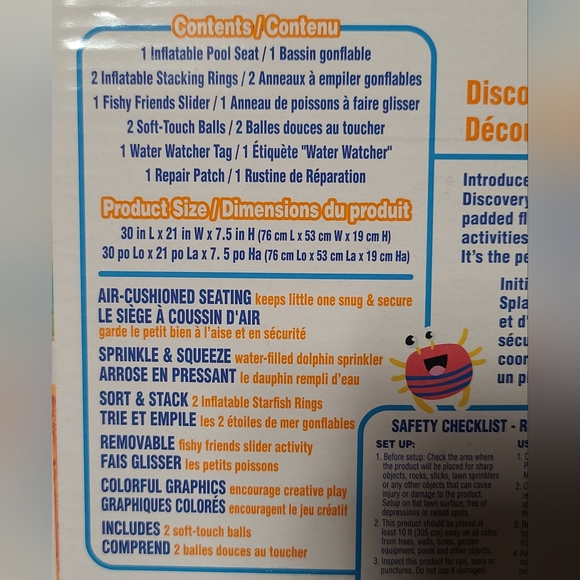 Contents/Contenu
1 Inflatable Pool Seat / 1 Bassin gonflable
2 Inflatable Stacking Rings / 2 Anneaux à empiler gonflables
1 Fishy Friends Slider / 1 Anneau de poissons à faire glisser
2 Soft-Touch Balls / 2 Balles douces au toucher
1 Water Watcher Tag / 1 Étiquète "Water Watcher"
1 Repair Patch / 1 Rustine de Réparation
Product Size/Dimensions du produit
30 in L x 21 in W x 7.5 in H (76 cm L x 53 cm W x 19 cm H)
30 po Lo x 21 po La x 7. 5 po Ha (76 cm Lo x 53 cm La x 19 cm Ha)
AIR-CUSHIONED SEATING keeps little one snug & secure
LE SIÈGE À COUSSIN D'AIR
garde le petit bien à l'aise et en sécurité
SPRINKLE & SQUEEZE water-filled dolphin sprinkler
ARROSE EN PRESSANT le dauphin rempli d'eau
SORT & STACK 2 Inflatable Starfish Rings
TRIE ET EMPILE les 2 étoiles de mer gonflables
REMOVABLE fishy friends slider activity
FAIS GLISSER les petits poissons
COLORFUL GRAPHICS encourage creative play
GRAPHIQUES COLORÉS encouragent le jeu créatif
INCLUDES 2 soft-touch balls
COMPREND 2 balles douces au toucher
Disco
Décou
Introduce
Discovery
padded fl
activities
It's the pe
Initi
Spla
et d'
sécu
coor
un p
SAFETY CHECKLIST - R
SET UP:
1. Before setup: Check the area where
the product will be placed for sharp
objects, rocks, sticks, lawn sprinklers
or any other objects that can cause
injury or damage to the product.
Setup on flat lawn surface, free of
depressions or raised spots.
2. This product should be placed at
least 10 ft (305 cm) away on all sides
from trees, walls, holes, garden
equipment, pools and other objects.
3. Inspect this product for rips, tears or
punctures. Do not use if damaged.
US